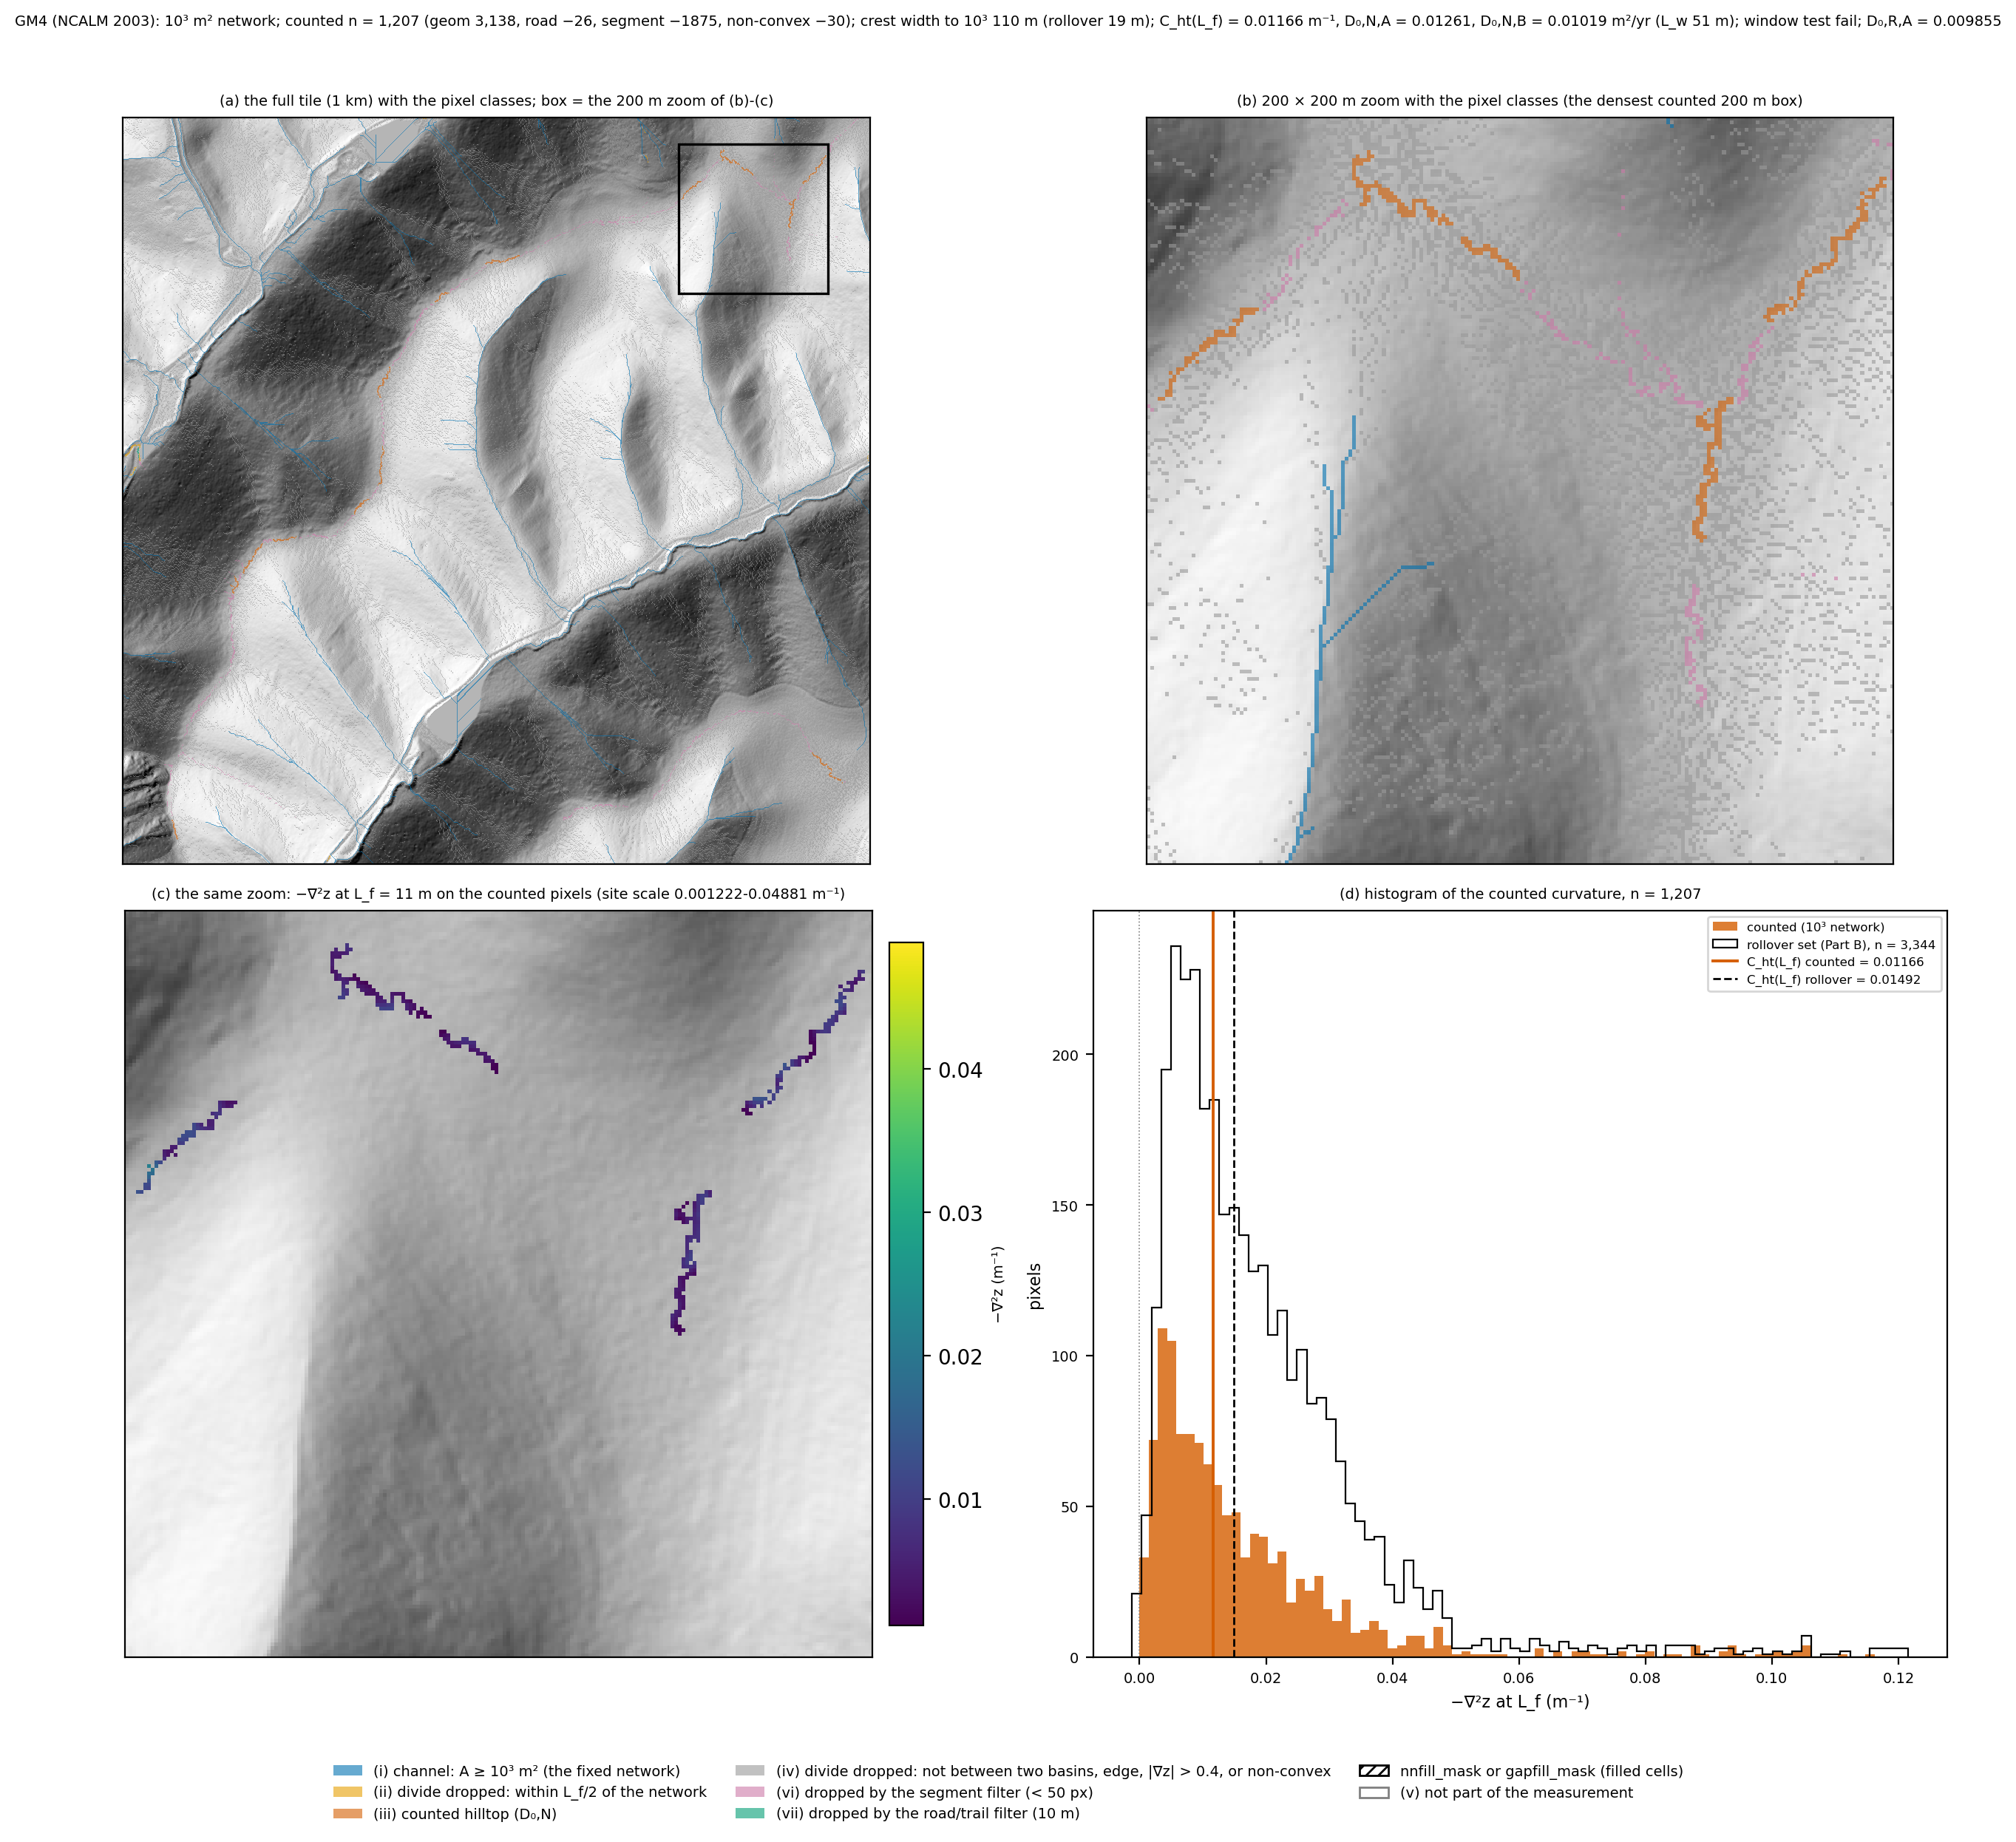 GM4 (NCALM 2003): 10³ m² network; counted n = 1,207 (geom 3,138, road −26, segment −1875, non-convex −30); crest width to 10³ 110 m (rollover 19 m); C_ht(L_f) = 0.01166 m⁻¹, D₀,N,A = 0.01261, D₀,N,B = 0.01019 m²/yr (L_w 51 m); window test fail; D₀,R,A = 0.009855
(a) the full tile (1 km) with the pixel classes; box = the 200 m zoom of (b)-(c)
(b) 200 × 200 m zoom with the pixel classes (the densest counted 200 m box)
(c) the same zoom: −∇²z at L_f = 11 m on the counted pixels (site scale 0.001222-0.04881 m⁻¹)
0.04
0.03
0.02
0.01
−∇²z (m⁻¹)
(d) histogram of the counted curvature, n = 1,207
counted (10³ network)
rollover set (Part B), n = 3,344
C_ht(L_f) counted = 0.01166
C_ht(L_f) rollover = 0.01492
200
150
100
50
0
pixels
0.00 0.02 0.04 0.06 0.08 0.10 0.12
−∇²z at L_f (m⁻¹)
(i) channel: A ≥ 10³ m² (the fixed network)
(ii) divide dropped: within L_f/2 of the network
(iii) counted hilltop (D₀,N)
(iv) divide dropped: not between two basins, edge, |∇z| > 0.4, or non-convex
(vi) dropped by the segment filter (< 50 px)
(vii) dropped by the road/trail filter (10 m)
nnfill_mask or gapfill_mask (filled cells)
(v) not part of the measurement